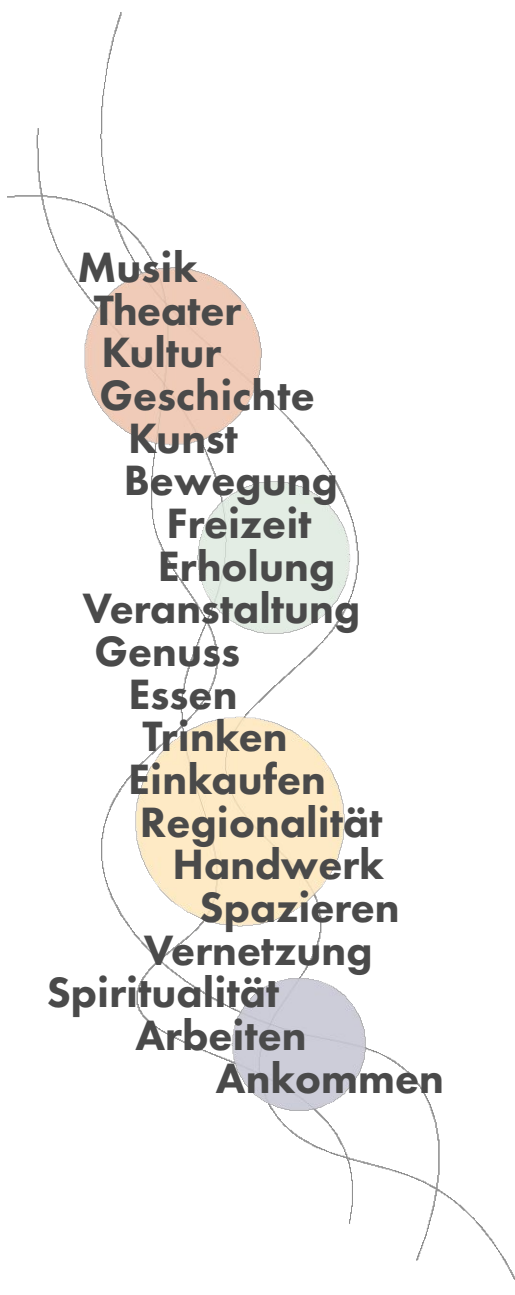 Musik
Theater
Kultur
Geschichte
Kunst
Bewegung
Freizeit
Erholung
Veranstaltung
Genuss
Essen
Trinken
Einkaufen
Regionalität
Handwerk
Spazieren
Vernetzung
Spiritualität
Arbeiten
Ankommen